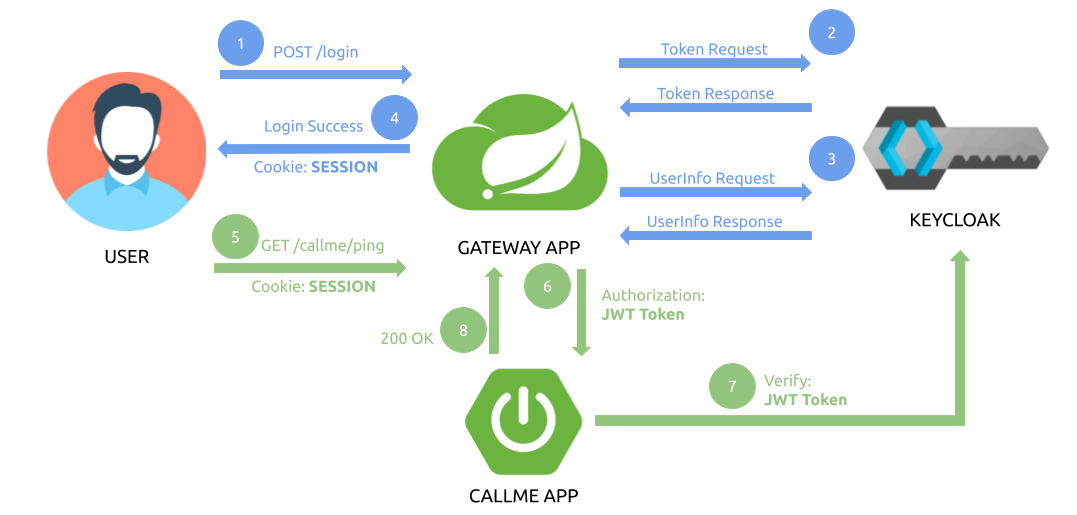 1
POST /login
2
Token Request
Token Response
4
Login Success
Cookie: SESSION
3
UserInfo Request
UserInfo Response
KEYCLOAK
USER
GATEWAY APP
5
GET /callme/ping
Cookie: SESSION
6
Authorization:
JWT Token
8
200 OK
7
Verify:
JWT Token
CALLME APP